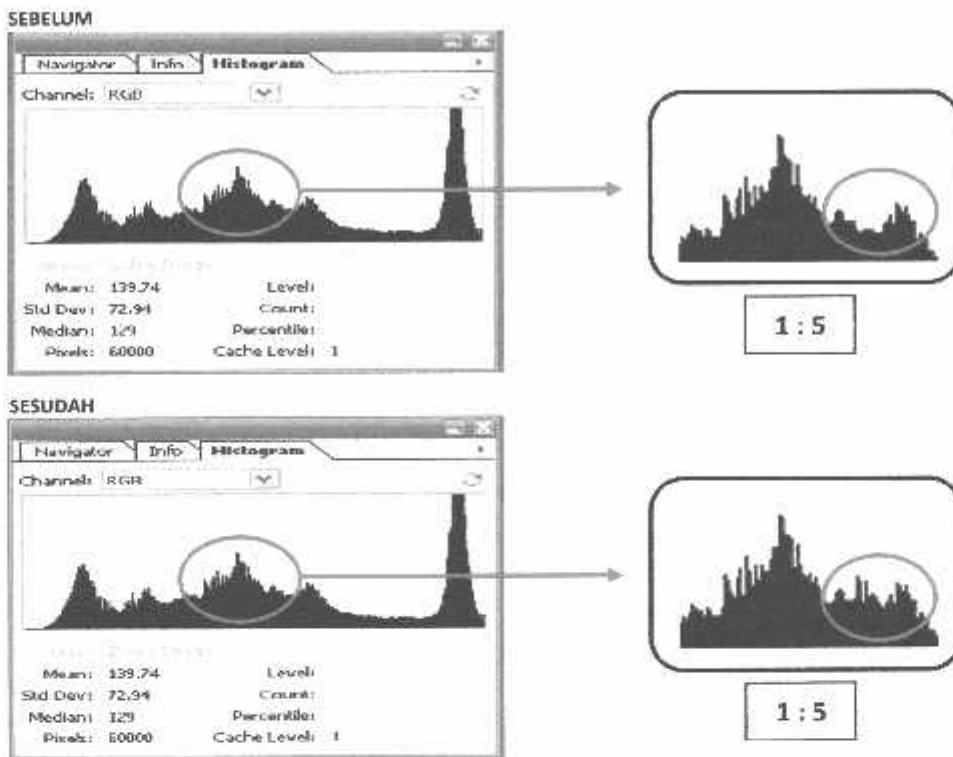 SEBELUM
Navigator Info Histogram
Channel: RGB
Mean: 139.74 Level:
Std Dev: 72.94 Count:
Median: 129 Percentile:
Pixels: 60000 Cache Level: 1
1 : 5
SESUDAH
Navigator Info Histogram
Channel: RGB
Mean: 139.74 Level:
Std Dev: 72.94 Count:
Median: 129 Percentile:
Pixels: 60000 Cache Level: 1
1 : 5